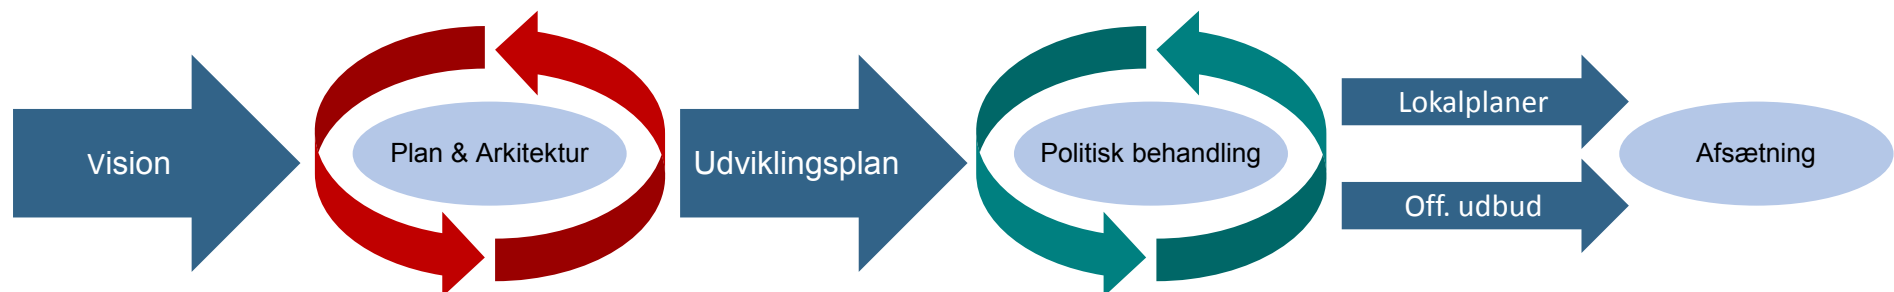 Vision
Plan & Arkitektur
Udviklingsplan
Politisk behandling
Lokalplaner
Off. udbud
Afsætning